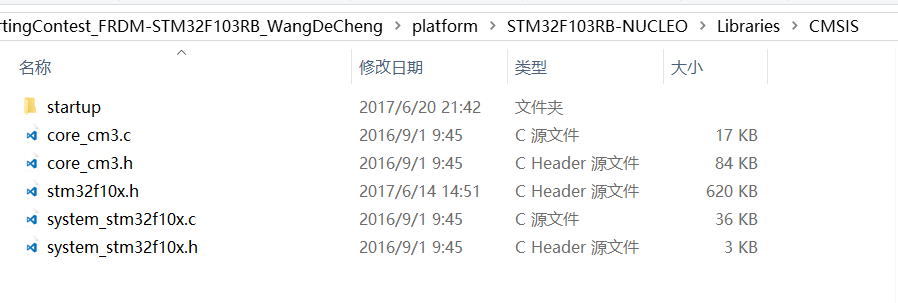 rtingContest_FRDM-STM32F103RB_WangDeCheng > platform > STM32F103RB-NUCLEO > Libraries > CMSIS
名称 修改日期 类型 大小
startup 2017/6/20 21:42 文件夹
core_cm3.c 2016/9/1 9:45 C 源文件 17 KB
core_cm3.h 2016/9/1 9:45 C Header 源文件 84 KB
stm32f10x.h 2017/6/14 14:51 C Header 源文件 620 KB
system_stm32f10x.c 2016/9/1 9:45 C 源文件 36 KB
system_stm32f10x.h 2016/9/1 9:45 C Header 源文件 3 KB